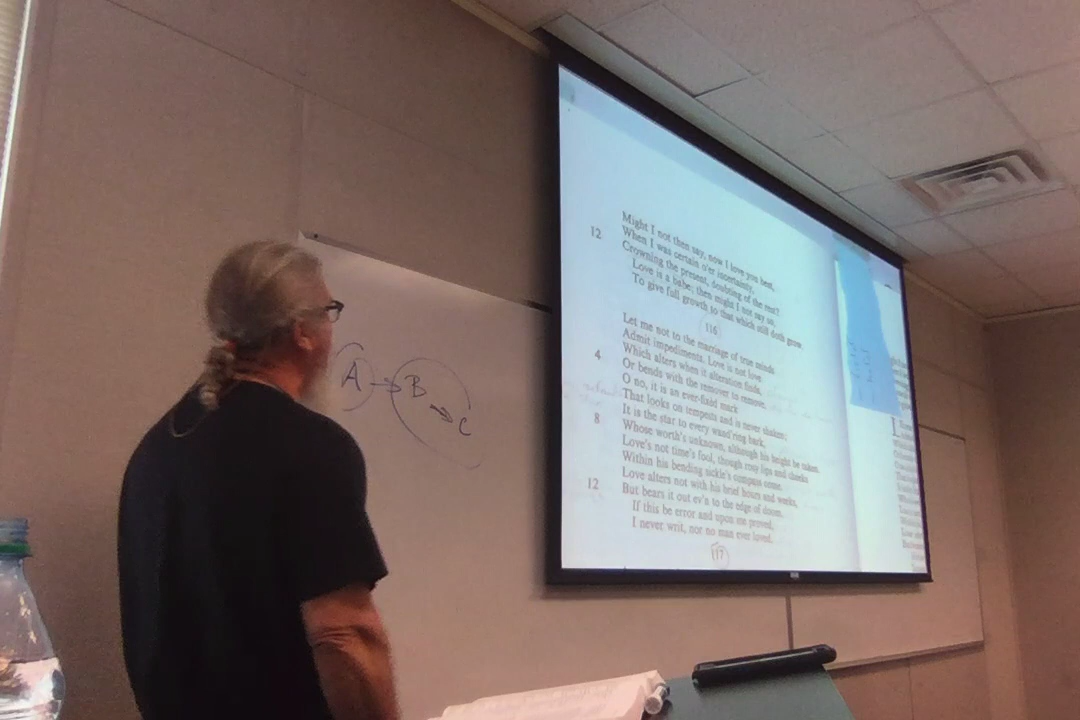 A → B → C
Might I not then say, now I love you best,
12 When I was certain o'er incertainty,
Crowning the present, doubting of the rest?
Love is a babe; then might I not say so,
To give full growth to that which still doth grow.
116
Let me not to the marriage of true minds
Admit impediments. Love is not love
Which alters when it alteration finds,
4 Or bends with the remover to remove.
O no, it is an ever-fixèd mark
That looks on tempests and is never shaken;
It is the star to every wand'ring bark,
8 Whose worth's unknown, although his height be taken.
Love's not time's fool, though rosy lips and cheeks
Within his bending sickle's compass come.
Love alters not with his brief hours and weeks,
12 But bears it out ev'n to the edge of doom.
If this be error and upon me proved,
I never writ, nor no man ever loved.
117